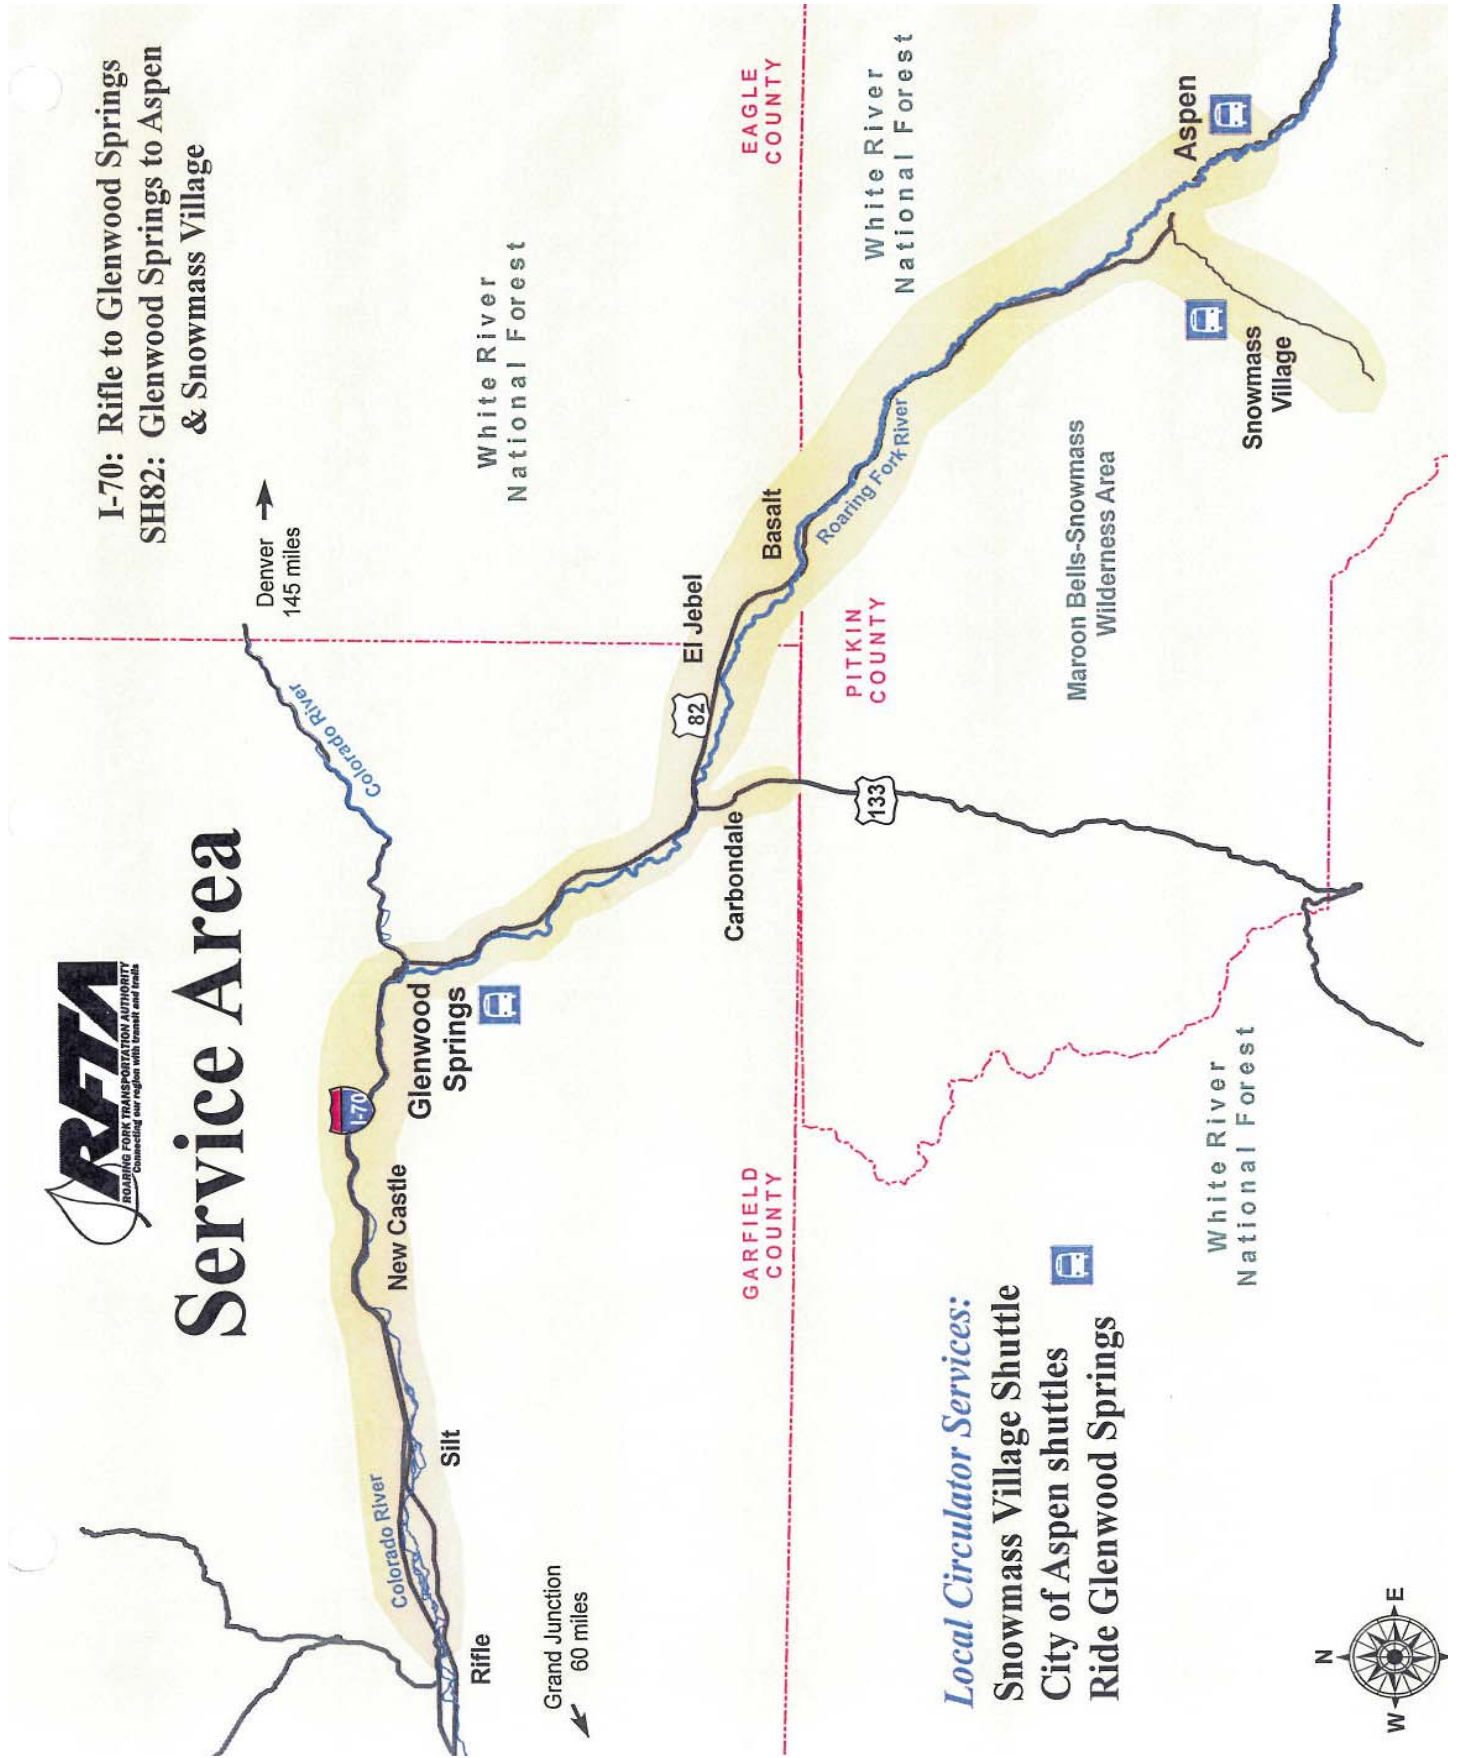 RFTA
ROARING FORK TRANSPORTATION AUTHORITY
Connecting our region with transit and trails
Service Area
I-70: Rifle to Glenwood Springs
SH82: Glenwood Springs to Aspen
& Snowmass Village
Denver
145 miles
Colorado River
I-70
Colorado River
New Castle
Silt
Rifle
Glenwood
Springs
Grand Junction
60 miles
White River
National Forest
82
El Jebel
Carbondale
Basalt
EAGLE
COUNTY
GARFIELD
COUNTY
PITKIN
COUNTY
133
Roaring Fork River
White River
National Forest
Aspen
Snowmass
Village
Maroon Bells-Snowmass
Wilderness Area
Local Circulator Services:
Snowmass Village Shuttle
City of Aspen shuttles
Ride Glenwood Springs
White River
National Forest
N
W
E